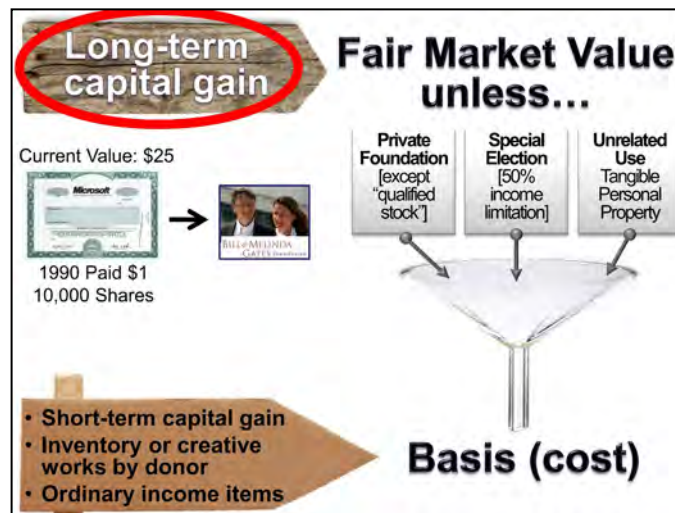 Long-term
capital gain
Fair Market Value
unless…
Current Value: $25
Microsoft
1990 Paid $1
10,000 Shares
BILL & MELINDA
GATES foundation
Private
Foundation
[except
“qualified
stock”]
Special
Election
[50%
income
limitation]
Unrelated
Use
Tangible
Personal
Property
• Short-term capital gain
• Inventory or creative
works by donor
• Ordinary income items
Basis (cost)